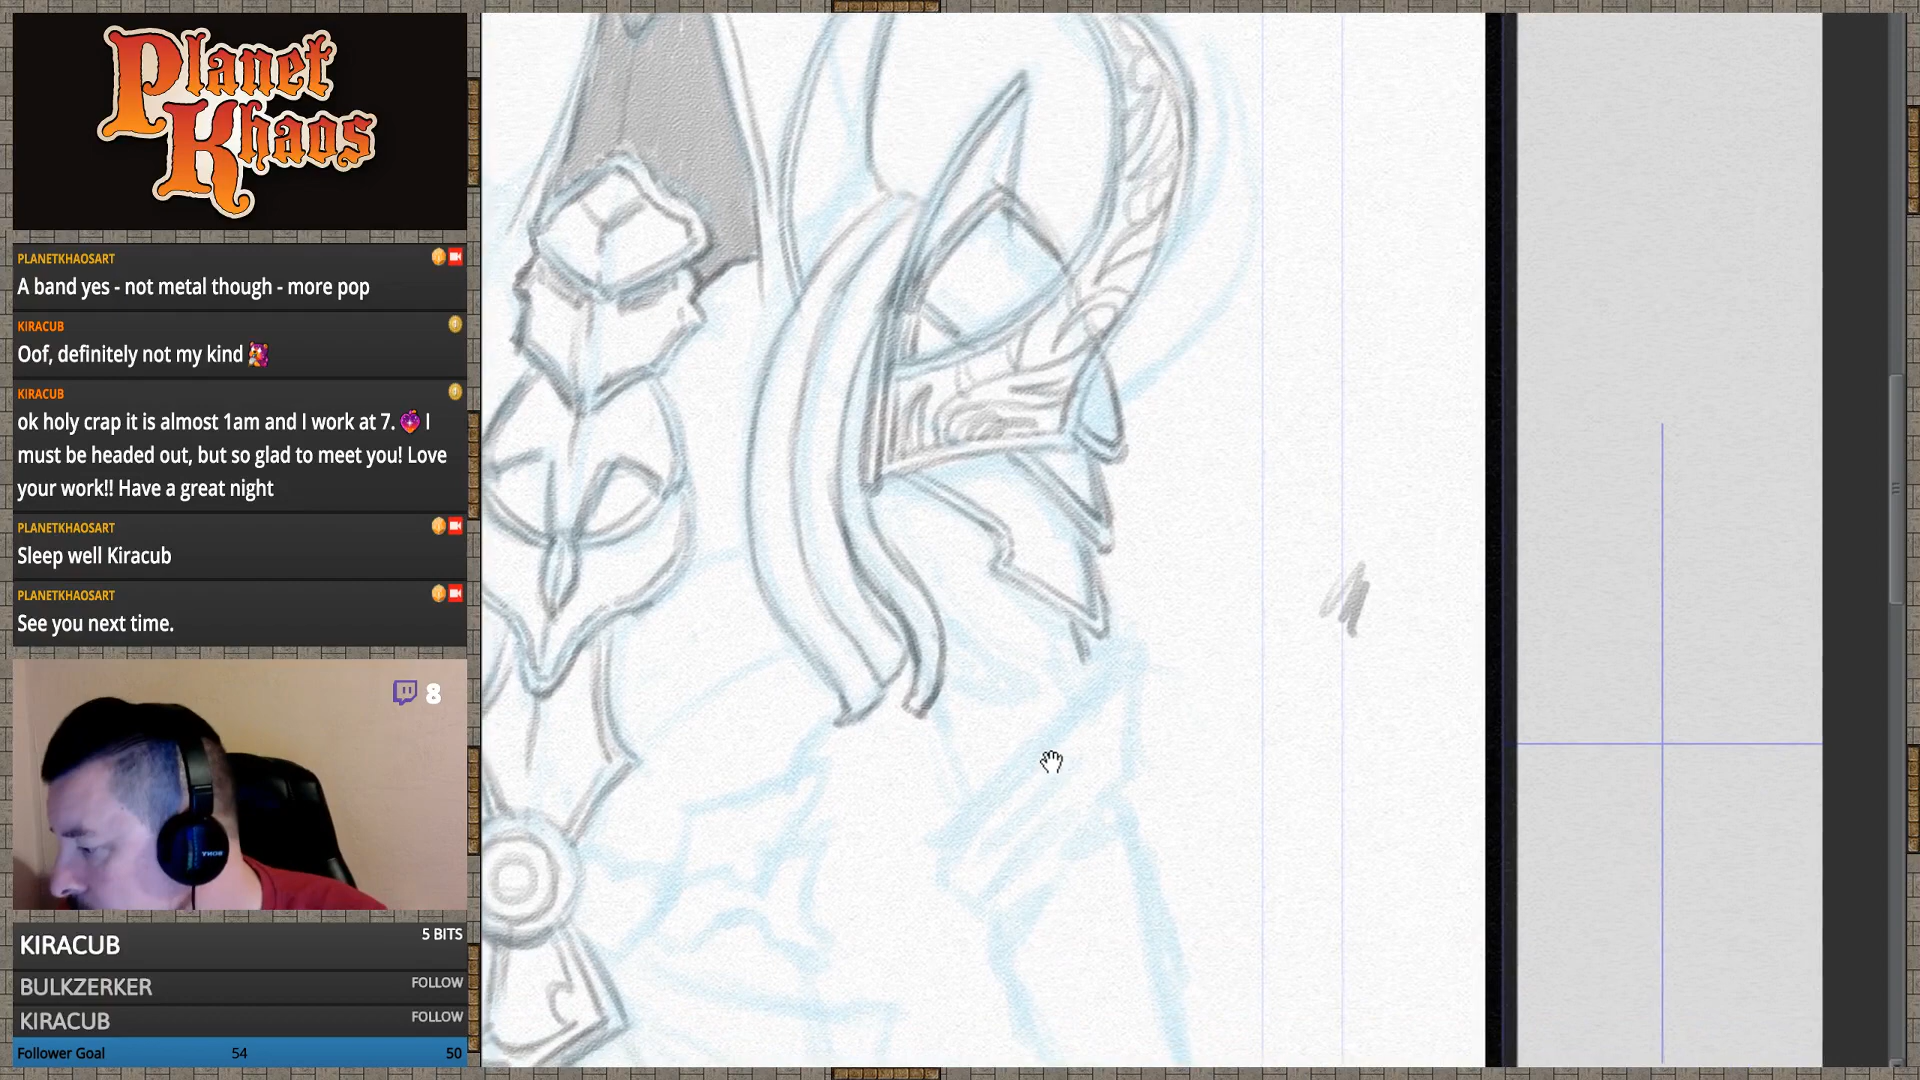 Planet
Khaos
PLANETKHAOSART
A band yes - not metal though - more pop
KIRACUB
Oof, definitely not my kind
KIRACUB
ok holy crap it is almost 1am and I work at 7. I
must be headed out, but so glad to meet you! Love
your work!! Have a great night
PLANETKHAOSART
Sleep well Kiracub
PLANETKHAOSART
See you next time.
8
SONY
KIRACUB 5 BITS
BULKZERKER FOLLOW
KIRACUB FOLLOW
Follower Goal 54 50